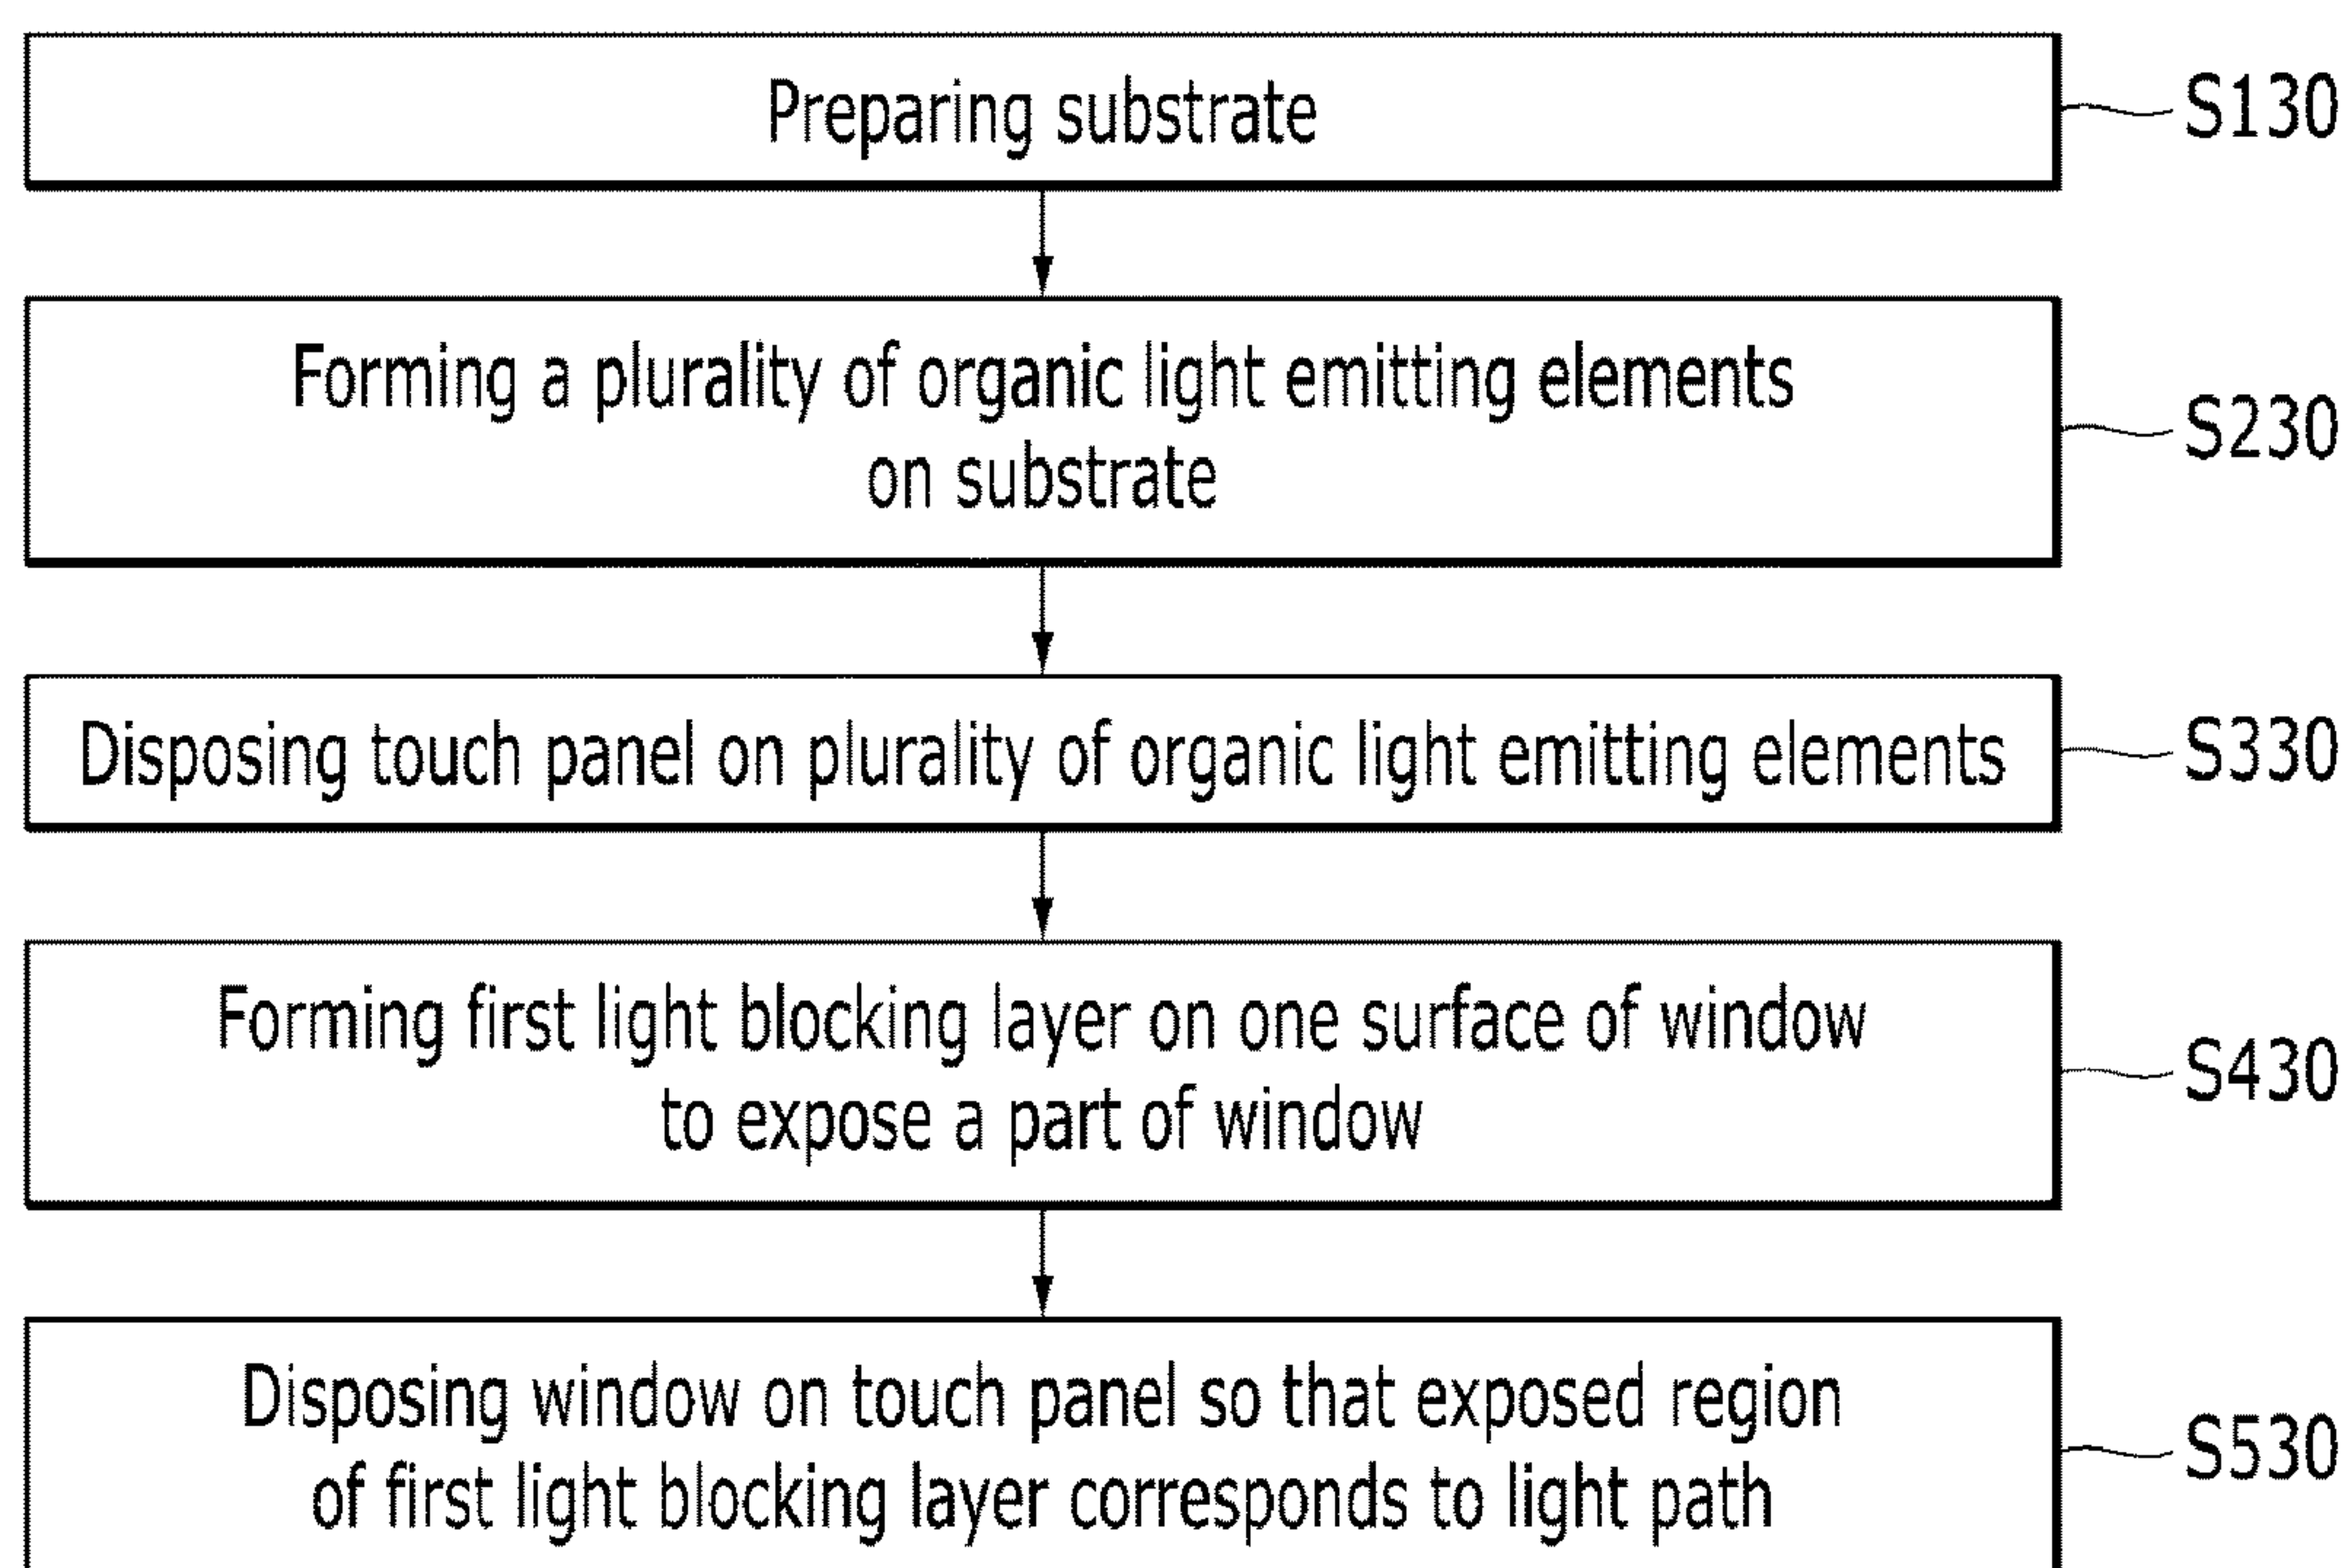 Preparing substrate
S130
Forming a plurality of organic light emitting elements
on substrate
S230
Disposing touch panel on plurality of organic light emitting elements
S330
Forming first light blocking layer on one surface of window
to expose a part of window
S430
Disposing window on touch panel so that exposed region
of first light blocking layer corresponds to light path
S530